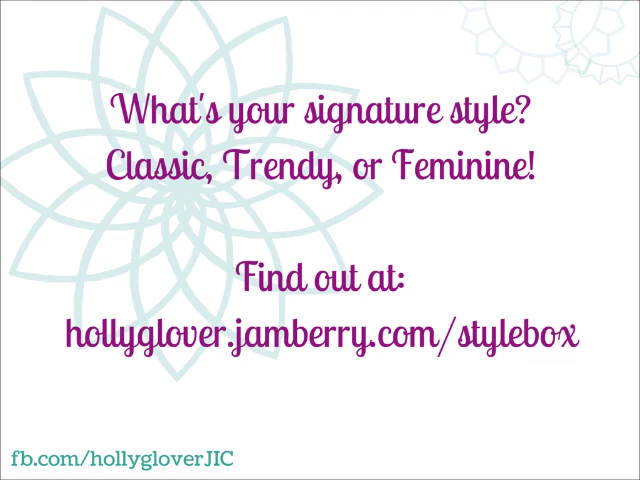 What's your signature style?
Classic, Trendy, or Feminine!
Find out at:
hollyglover.jamberry.com/stylebox
fb.com/hollygloverJIC